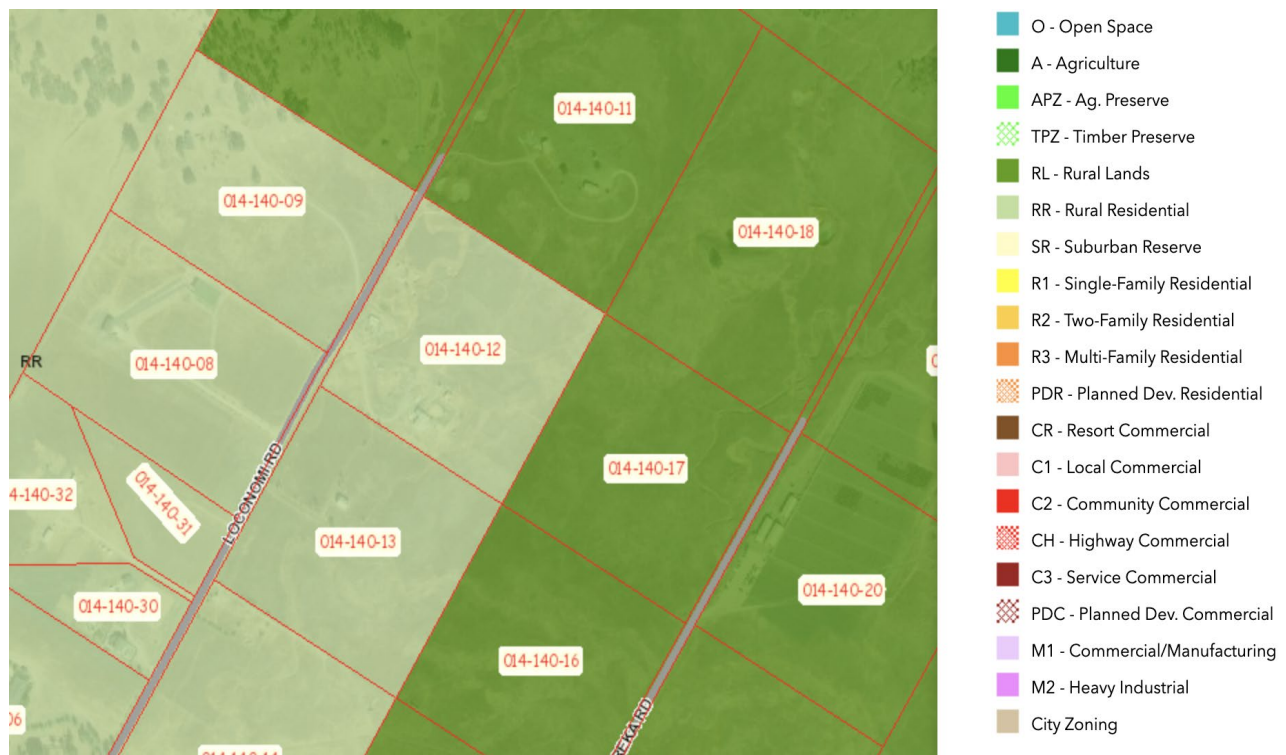 014-140-11
014-140-09
014-140-18
014-140-12
RR
014-140-08
014-140-17
4-140-32
014-140-31
LOCONOMI RD
014-140-13
014-140-20
014-140-30
014-140-16
REKA RD
06
O - Open Space
A - Agriculture
APZ - Ag. Preserve
TPZ - Timber Preserve
RL - Rural Lands
RR - Rural Residential
SR - Suburban Reserve
R1 - Single-Family Residential
R2 - Two-Family Residential
R3 - Multi-Family Residential
PDR - Planned Dev. Residential
CR - Resort Commercial
C1 - Local Commercial
C2 - Community Commercial
CH - Highway Commercial
C3 - Service Commercial
PDC - Planned Dev. Commercial
M1 - Commercial/Manufacturing
M2 - Heavy Industrial
City Zoning